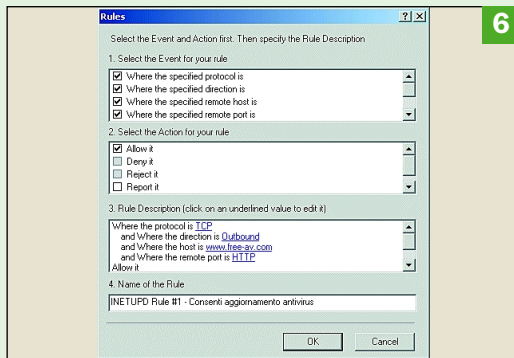 6
Rules
Select the Event and Action first. Then specify the Rule Description
1. Select the Event for your rule
Where the specified protocol is
Where the specified direction is
Where the specified remote host is
Where the specified remote port is
2. Select the Action for your rule
Allow it
Deny it
Reject it
Report it
3. Rule Description (click on an underlined value to edit it)
Where the protocol is TCP
and Where the direction is Outbound
and Where the host is www.free-av.com
and Where the remote port is HTTP
Allow it
4. Name of the Rule
INETUPD Rule #1 - Consenti aggiornamento antivirus
OK Cancel